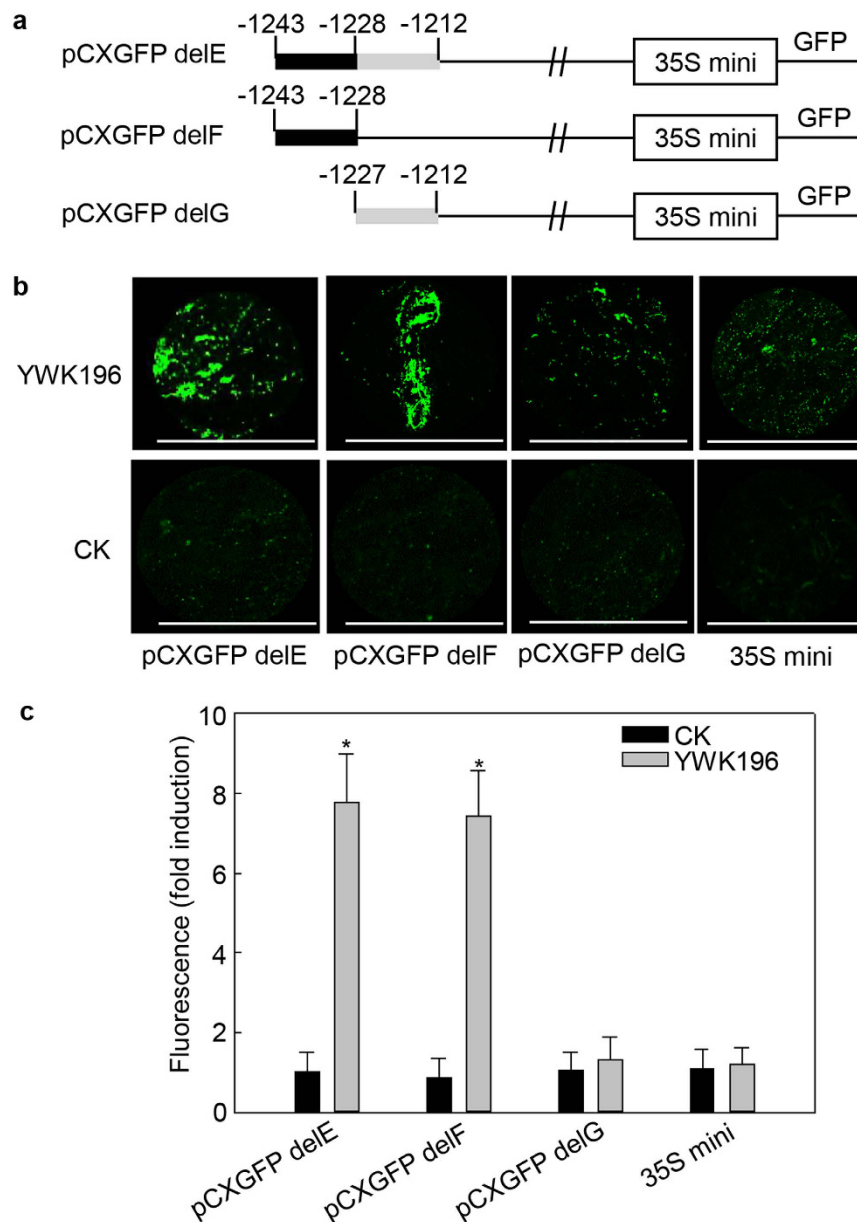 a
-1243 -1228 -1212
pCXGFP delE // 35S mini GFP
-1243 -1228
pCXGFP delF // 35S mini GFP
-1227 -1212
pCXGFP delG // 35S mini GFP
b
YWK196
CK
pCXGFP delE pCXGFP delF pCXGFP delG 35S mini
c
Fluorescence (fold induction)
10
8
6
4
2
0
* *
CK
YWK196
pCXGFP delE pCXGFP delF pCXGFP delG 35S mini